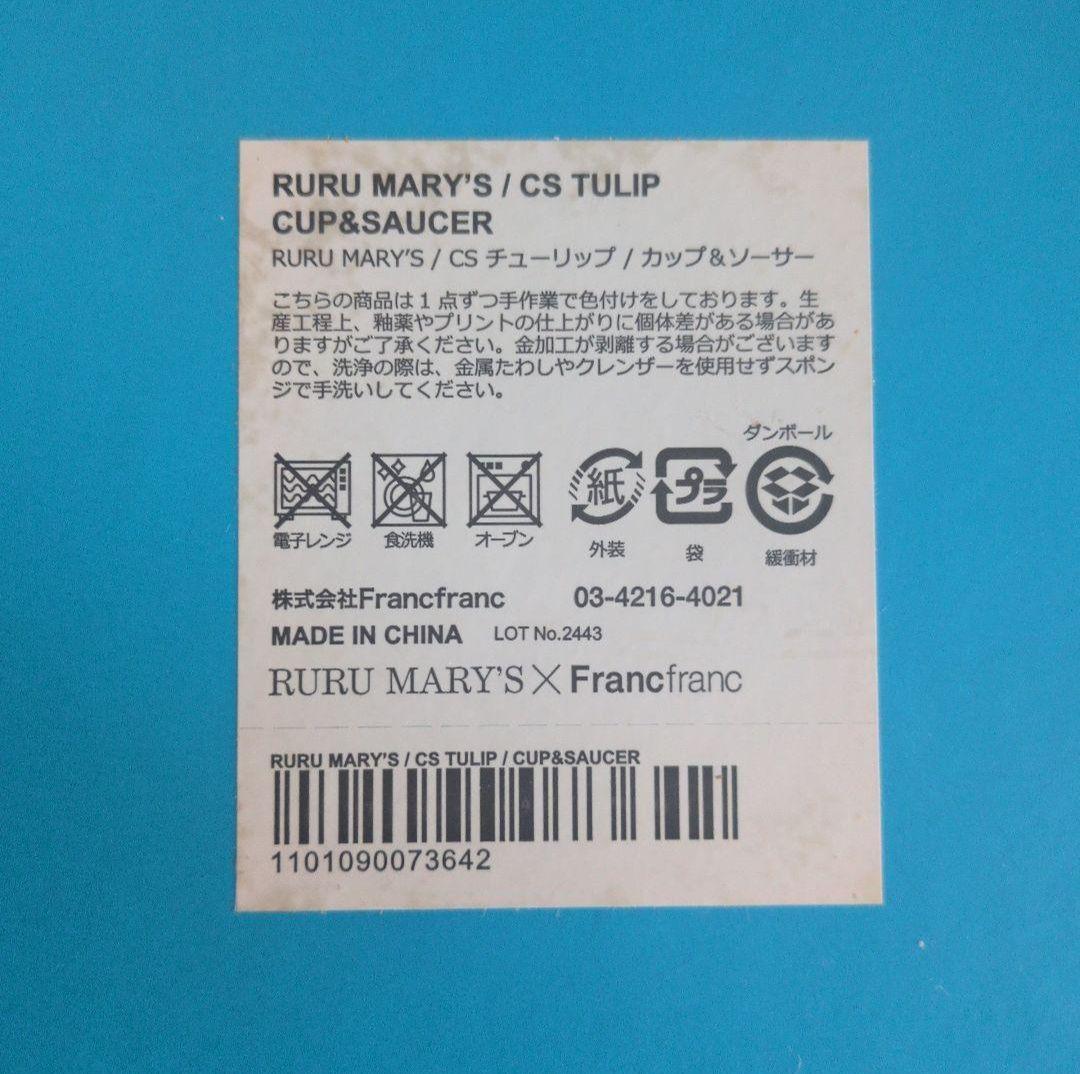 RURU MARY'S / CS TULIP
CUP&SAUCER
RURU MARY'S / CS チューリップ / カップ&ソーサー
こちらの商品は1点ずつ手作業で色付けをしております。生
産工程上、釉薬やプリントの仕上がりに個体差がある場合があ
りますがご了承ください。金加工が剥離する場合がございます
ので、洗浄の際は、金属たわしやクレンザーを使用せずスポン
ジで手洗いしてください。
ダンボール
紙 プラ
電子レンジ 食洗機 オーブン 外装 袋 緩衝材
株式会社Francfranc 03-4216-4021
MADE IN CHINA LOT No.2443
RURU MARY'S×Francfranc
RURU MARY'S / CS TULIP / CUP&SAUCER
1101090073642